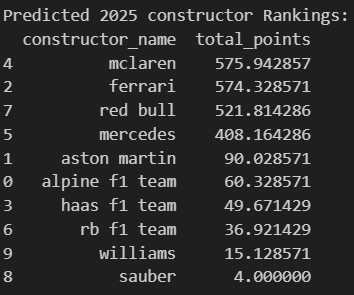 Predicted 2025 constructor Rankings:
constructor_name total_points
4 mclaren 575.942857
2 ferrari 574.328571
7 red bull 521.814286
5 mercedes 408.164286
1 aston martin 90.028571
0 alpine f1 team 60.328571
3 haas f1 team 49.671429
6 rb f1 team 36.921429
9 williams 15.128571
8 sauber 4.000000